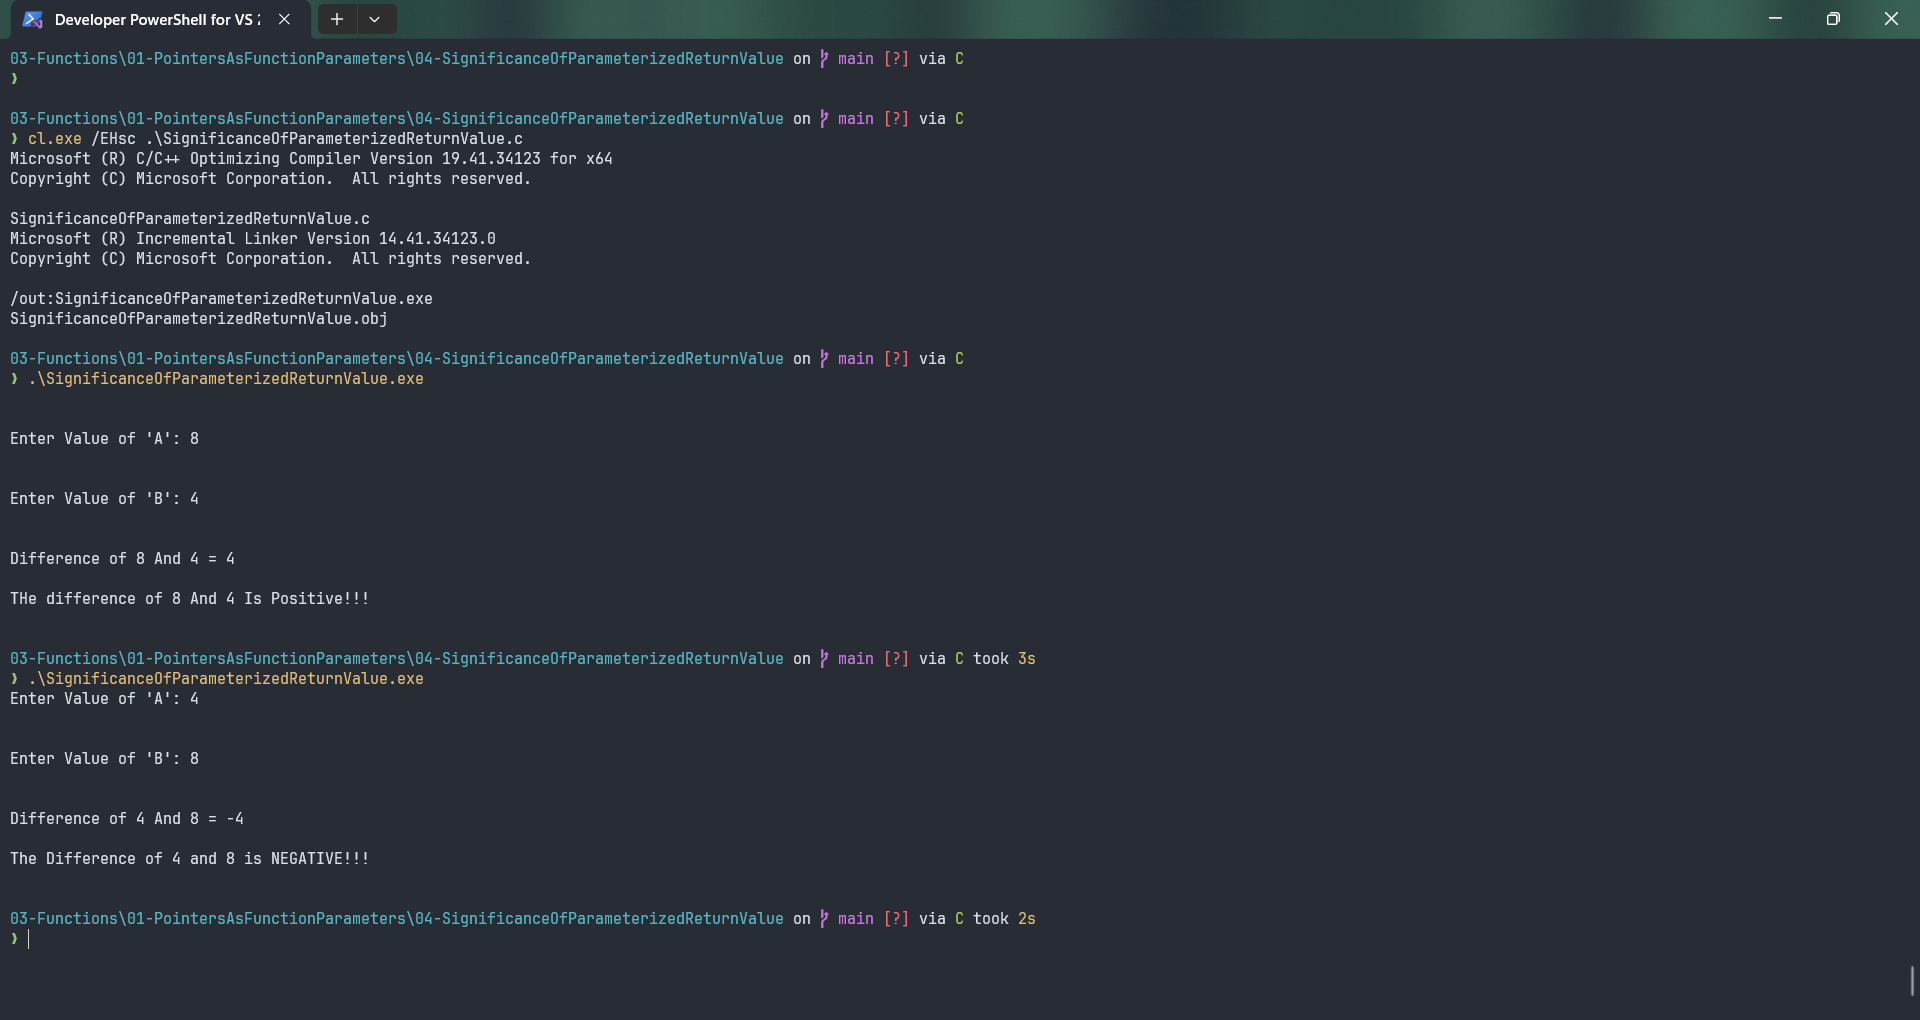 Developer PowerShell for VS
03-Functions\01-PointersAsFunctionParameters\04-SignificanceOfParameterizedReturnValue on main [?] via C
❯
03-Functions\01-PointersAsFunctionParameters\04-SignificanceOfParameterizedReturnValue on main [?] via C
❯ cl.exe /EHsc .\SignificanceOfParameterizedReturnValue.c
Microsoft (R) C/C++ Optimizing Compiler Version 19.41.34123 for x64
Copyright (C) Microsoft Corporation.  All rights reserved.
SignificanceOfParameterizedReturnValue.c
Microsoft (R) Incremental Linker Version 14.41.34123.0
Copyright (C) Microsoft Corporation.  All rights reserved.
/out:SignificanceOfParameterizedReturnValue.exe
SignificanceOfParameterizedReturnValue.obj
03-Functions\01-PointersAsFunctionParameters\04-SignificanceOfParameterizedReturnValue on main [?] via C
❯ .\SignificanceOfParameterizedReturnValue.exe
Enter Value of 'A': 8
Enter Value of 'B': 4
Difference of 8 And 4 = 4
THe difference of 8 And 4 Is Positive!!!
03-Functions\01-PointersAsFunctionParameters\04-SignificanceOfParameterizedReturnValue on main [?] via C took 3s
❯ .\SignificanceOfParameterizedReturnValue.exe
Enter Value of 'A': 4
Enter Value of 'B': 8
Difference of 4 And 8 = -4
The Difference of 4 and 8 is NEGATIVE!!!
03-Functions\01-PointersAsFunctionParameters\04-SignificanceOfParameterizedReturnValue on main [?] via C took 2s
❯